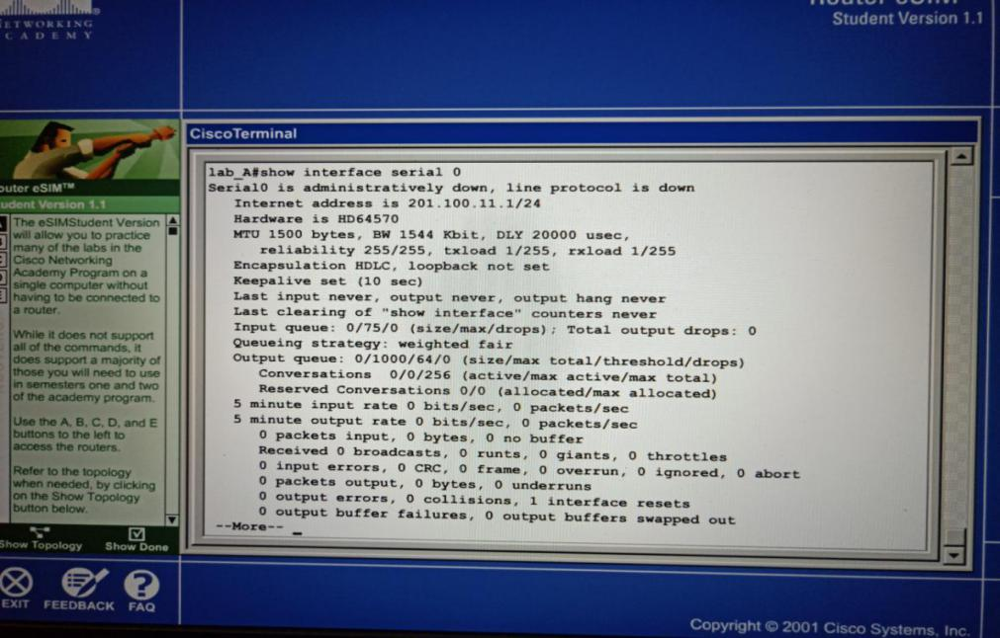 NETWORKING
ACADEMY
Router eSIM
Student Version 1.1
CiscoTerminal
lab_A#show interface serial 0
Serial0 is administratively down, line protocol is down
Internet address is 201.100.11.1/24
Hardware is HD64570
MTU 1500 bytes, BW 1544 Kbit, DLY 20000 usec,
reliability 255/255, txload 1/255, rxload 1/255
Encapsulation HDLC, loopback not set
Keepalive set (10 sec)
Last input never, output never, output hang never
Last clearing of "show interface" counters never
Input queue: 0/75/0 (size/max/drops); Total output drops: 0
Queueing strategy: weighted fair
Output queue: 0/1000/64/0 (size/max total/threshold/drops)
Conversations 0/0/256 (active/max active/max total)
Reserved Conversations 0/0 (allocated/max allocated)
5 minute input rate 0 bits/sec, 0 packets/sec
5 minute output rate 0 bits/sec, 0 packets/sec
0 packets input, 0 bytes, 0 no buffer
Received 0 broadcasts, 0 runts, 0 giants, 0 throttles
0 input errors, 0 CRC, 0 frame, 0 overrun, 0 ignored, 0 abort
0 packets output, 0 bytes, 0 underruns
0 output errors, 0 collisions, 1 interface resets
0 output buffer failures, 0 output buffers swapped out
--More--
outer eSIM™
udent Version 1.1
The eSIMStudent Version
will allow you to practice
many of the labs in the
Cisco Networking
Academy Program on a
single computer without
having to be connected to
a router.
While it does not support
all of the commands, it
does support a majority of
those you will need to use
in semesters one and two
of the academy program.
Use the A, B, C, D, and E
buttons to the left to
access the routers.
Refer to the topology
when needed, by clicking
on the Show Topology
button below.
Show Topology
Show Done
EXIT
FEEDBACK
FAQ
Copyright © 2001 Cisco Systems, Inc.